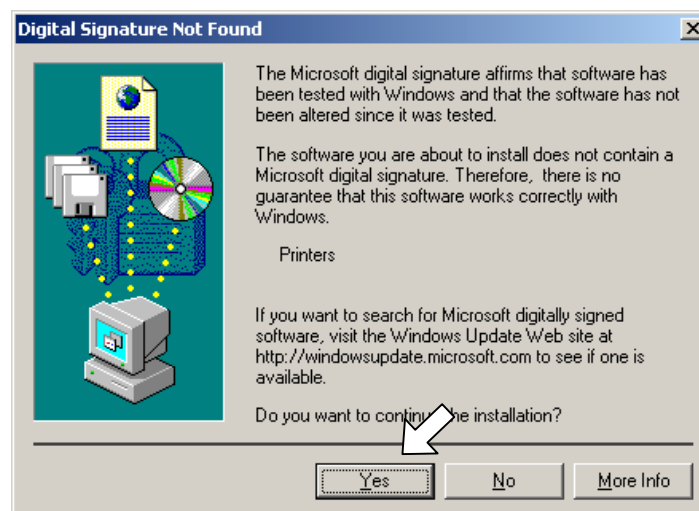 Digital Signature Not Found
The Microsoft digital signature affirms that software has
been tested with Windows and that the software has not
been altered since it was tested.
The software you are about to install does not contain a
Microsoft digital signature. Therefore, there is no
guarantee that this software works correctly with
Windows.
Printers
If you want to search for Microsoft digitally signed
software, visit the Windows Update Web site at
http://windowsupdate.microsoft.com to see if one is
available.
Do you want to continue the installation?
Yes No More Info